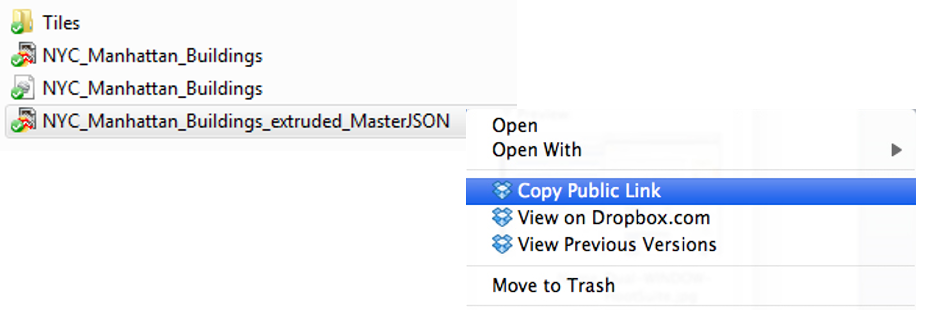 Tiles
NYC_Manhattan_Buildings
NYC_Manhattan_Buildings
NYC_Manhattan_Buildings_extruded_MasterJSON
Open
Open With
Copy Public Link
View on Dropbox.com
View Previous Versions
Move to Trash